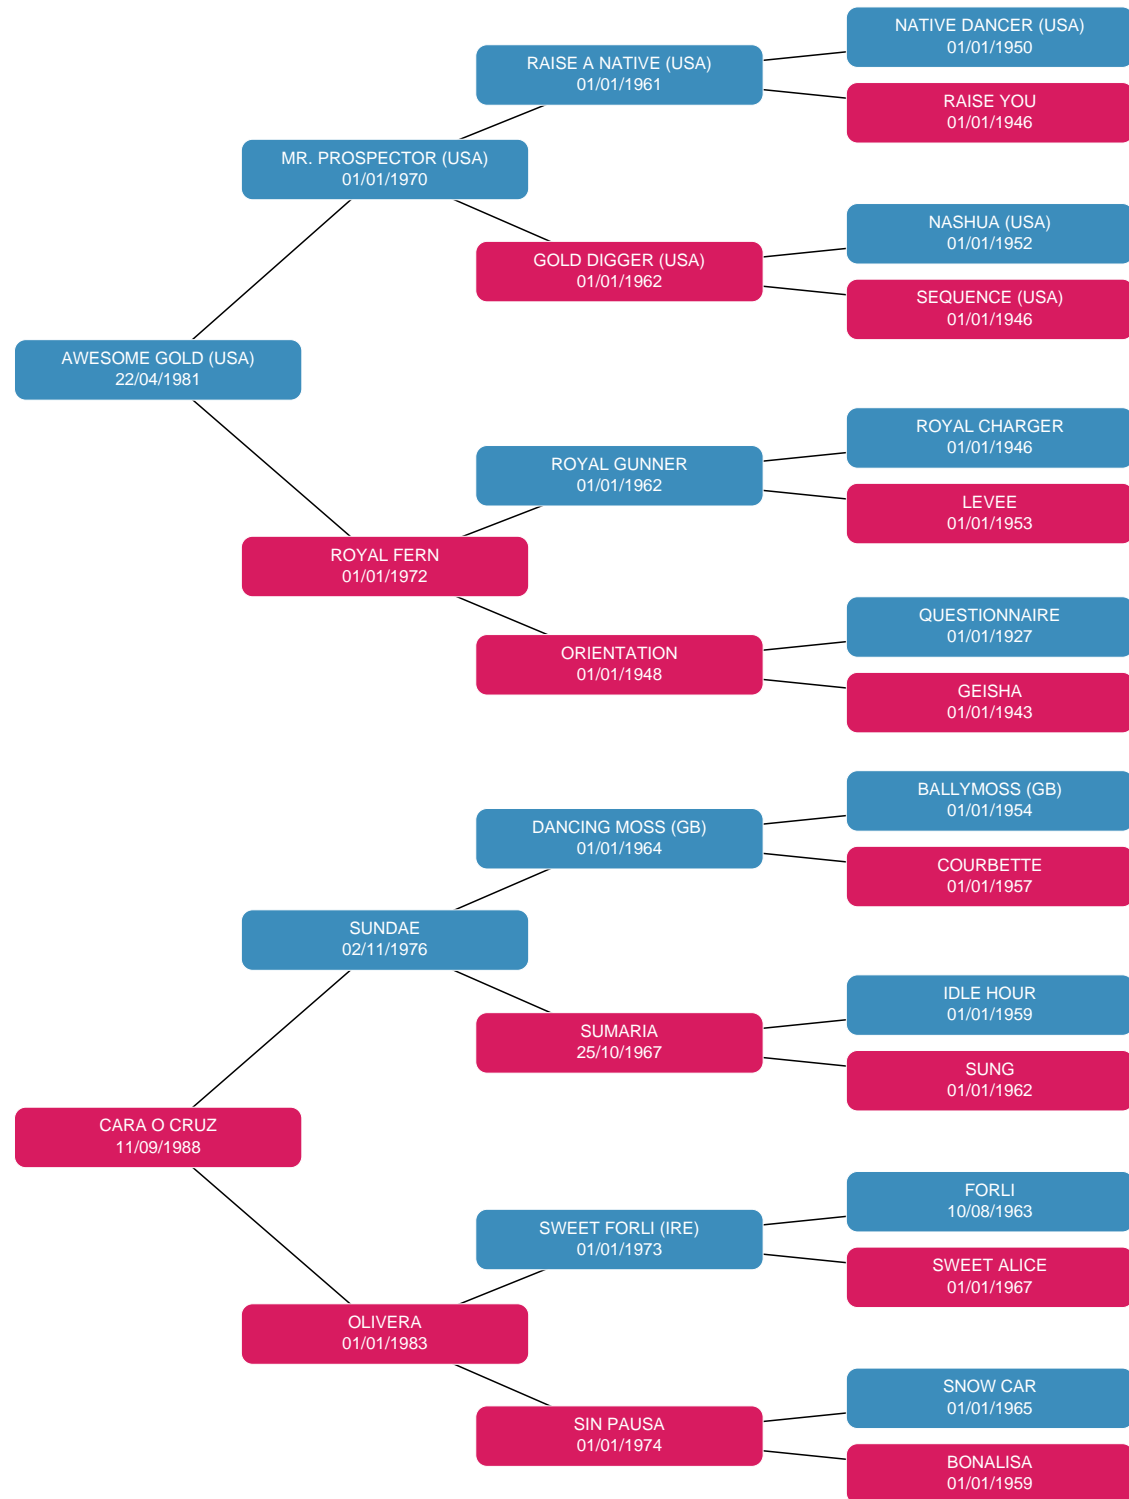 NATIVE DANCER (USA)
01/01/1950
RAISE A NATIVE (USA)
01/01/1961
RAISE YOU
01/01/1946
MR. PROSPECTOR (USA)
01/01/1970
NASHUA (USA)
01/01/1952
GOLD DIGGER (USA)
01/01/1962
SEQUENCE (USA)
01/01/1946
AWESOME GOLD (USA)
22/04/1981
ROYAL CHARGER
01/01/1946
ROYAL GUNNER
01/01/1962
LEVEE
01/01/1953
ROYAL FERN
01/01/1972
QUESTIONNAIRE
01/01/1927
ORIENTATION
01/01/1948
GEISHA
01/01/1943
BALLYMOSS (GB)
01/01/1954
DANCING MOSS (GB)
01/01/1964
COURBETTE
01/01/1957
SUNDAE
02/11/1976
IDLE HOUR
01/01/1959
SUMARIA
25/10/1967
SUNG
01/01/1962
CARA O CRUZ
11/09/1988
FORLI
10/08/1963
SWEET FORLI (IRE)
01/01/1973
SWEET ALICE
01/01/1967
OLIVERA
01/01/1983
SNOW CAR
01/01/1965
SIN PAUSA
01/01/1974
BONALISA
01/01/1959